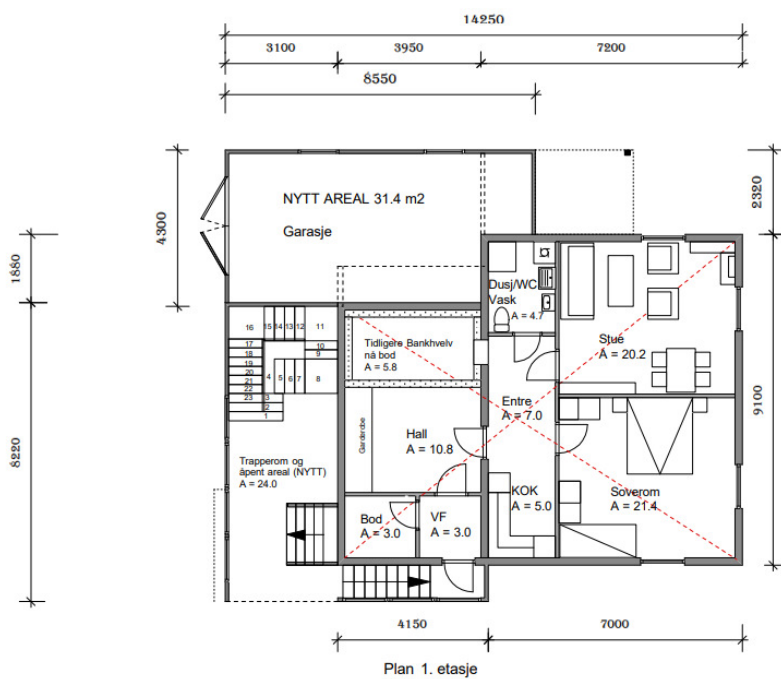 14250
3100
3950
7200
8550
4300
1880
8220
2320
9100
NYTT AREAL 31.4 m2
Garasje
Dusj/WC
Vask
A = 4.7
16
15
14
13
12
11
17
18
19
20
21
22
23
10
9
8
7
6
5
4
3
2
1
Tidligere Bankhvelv
nå bod
A = 5.8
Stue
A = 20.2
Entre
A = 7.0
Garderobe
Hall
A = 10.8
Trapperom og
åpent areal (NYTT)
A = 24.0
Bod
A = 3.0
VF
A = 3.0
KOK
A = 5.0
Soverom
A = 21.4
4150
7000
Plan 1. etasje